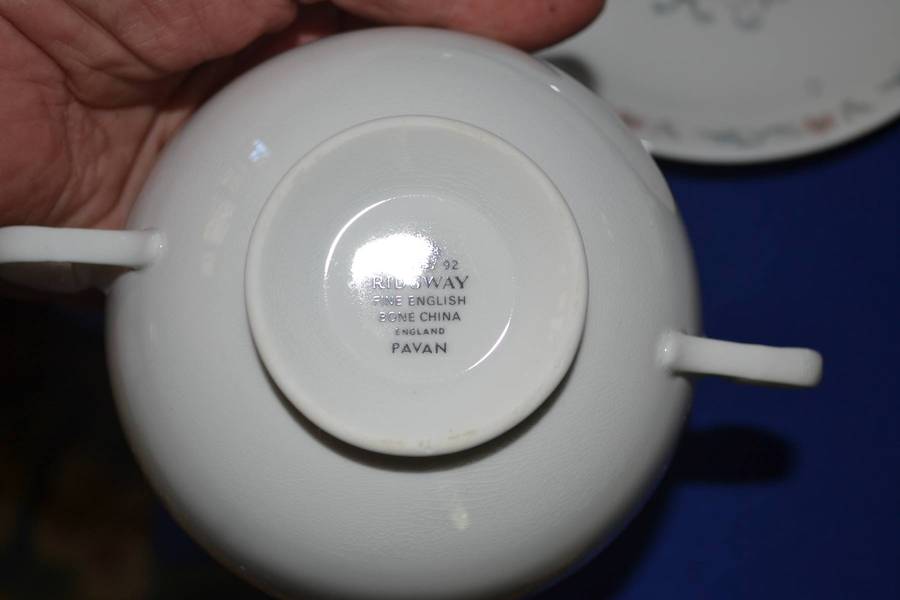 92
RIDGWAY
FINE ENGLISH
BONE CHINA
ENGLAND
PAVAN